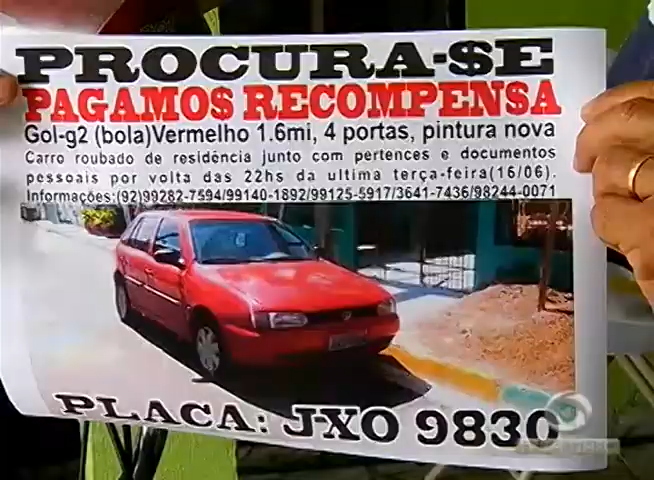 PROCURA-SE
PAGAMOS RECOMPENSA
Gol-g2 (bola)Vermelho 1.6mi, 4 portas, pintura nova
Carro roubado de residência junto com pertences e documentos
pessoais por volta das 22hs da ultima terça-feira(16/06).
Informações:(92)99282-7594/99140-1892/99125-5917/3641-7436/98244-0071
PLACA: JXO 9830